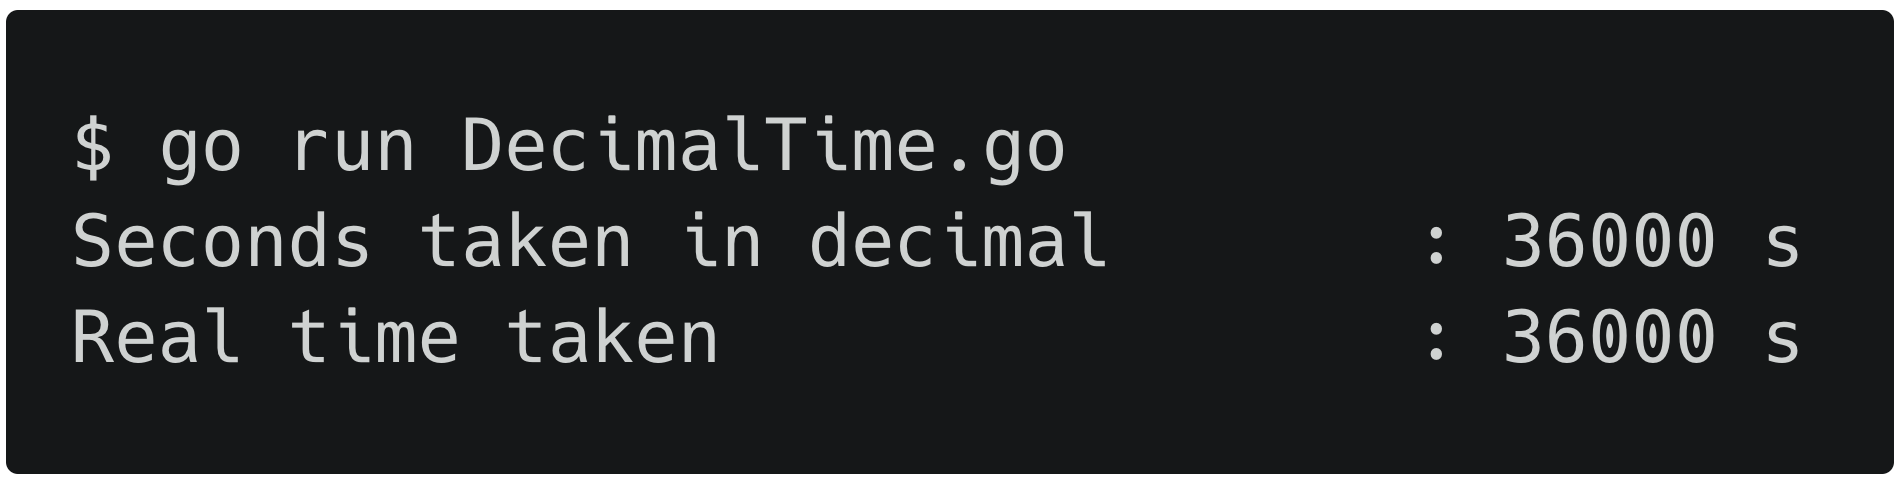 $ go run DecimalTime.go
Seconds taken in decimal : 36000 s
Real time taken : 36000 s